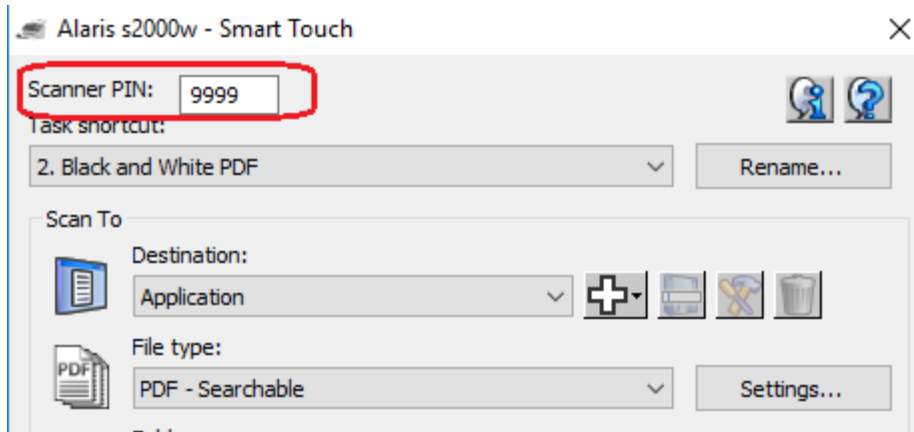 Alaris s2000w - Smart Touch
Scanner PIN: 9999
Task shortcut:
2. Black and White PDF
Rename...
Scan To
Destination:
Application
File type:
PDF
PDF - Searchable
Settings...